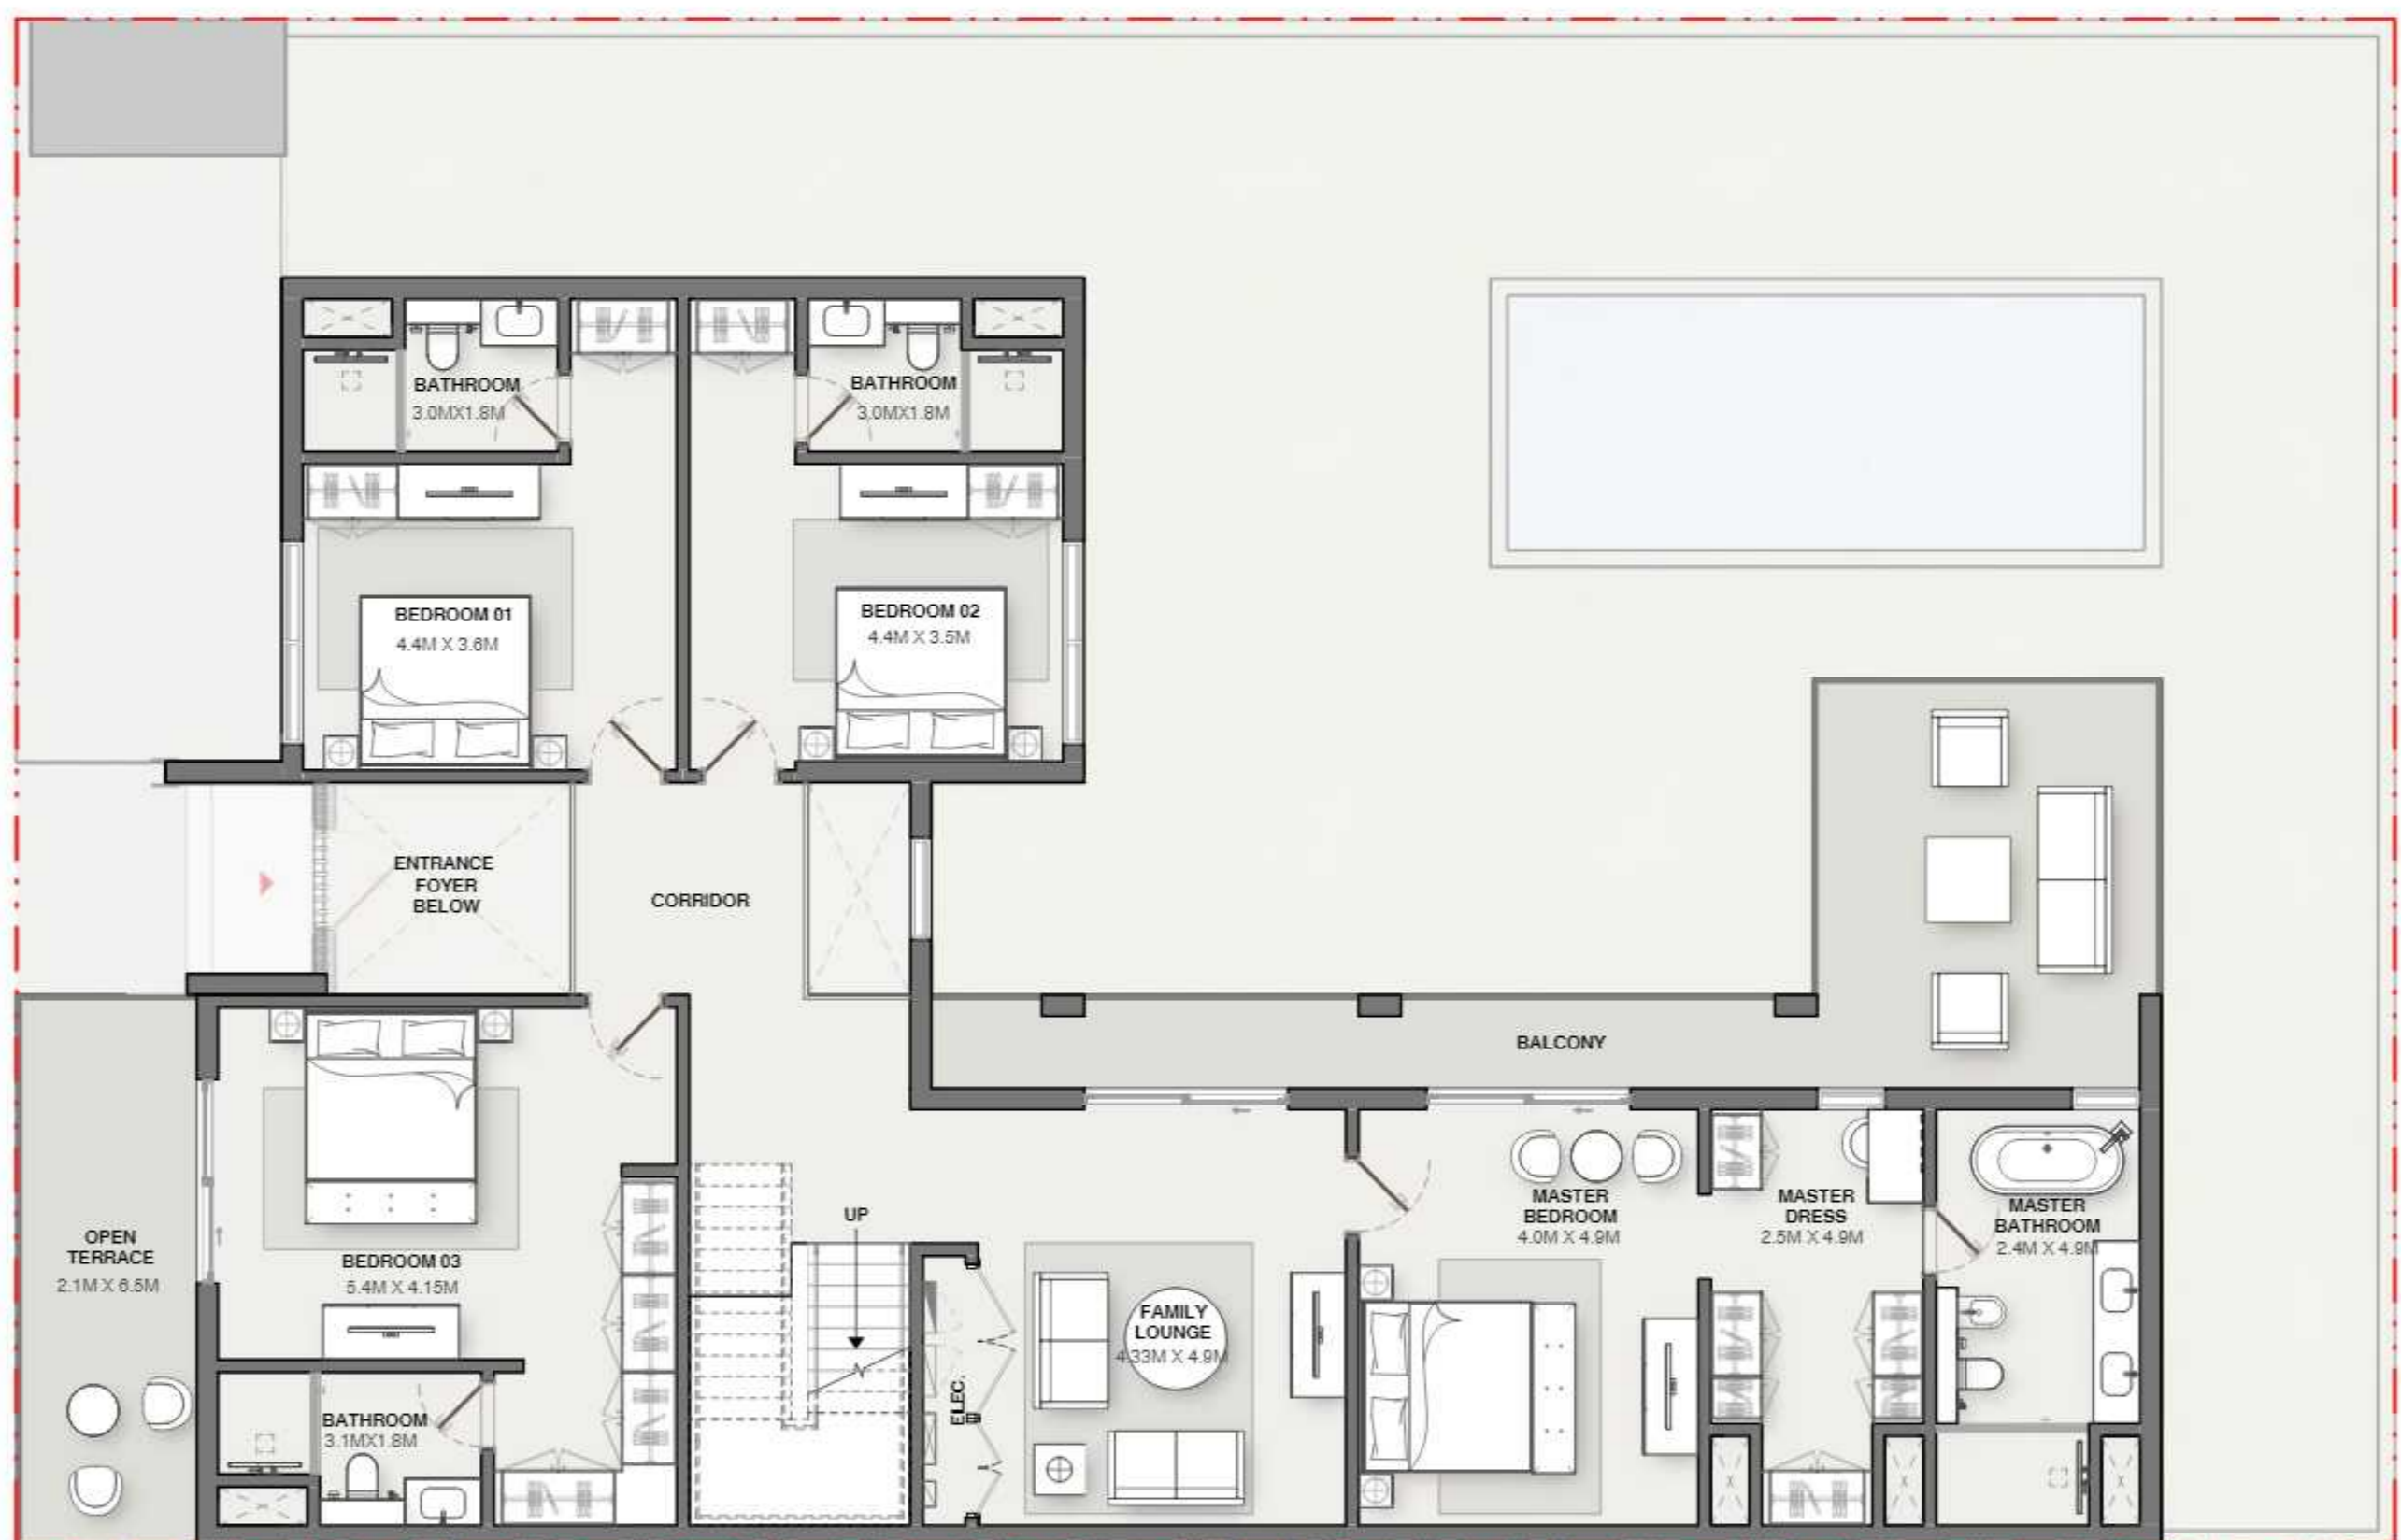 BATHROOM
3.0MX1.8M
BATHROOM
3.0MX1.8M
BEDROOM 01
4.4M X 3.6M
BEDROOM 02
4.4M X 3.5M
ENTRANCE
FOYER
BELOW
CORRIDOR
BALCONY
OPEN
TERRACE
2.1M X 6.5M
BEDROOM 03
5.4M X 4.15M
BATHROOM
3.1MX1.8M
UP
ELEC.
FAMILY
LOUNGE
4.33M X 4.9M
MASTER
BEDROOM
4.0M X 4.9M
MASTER
DRESS
2.5M X 4.9M
MASTER
BATHROOM
2.4M X 4.9M